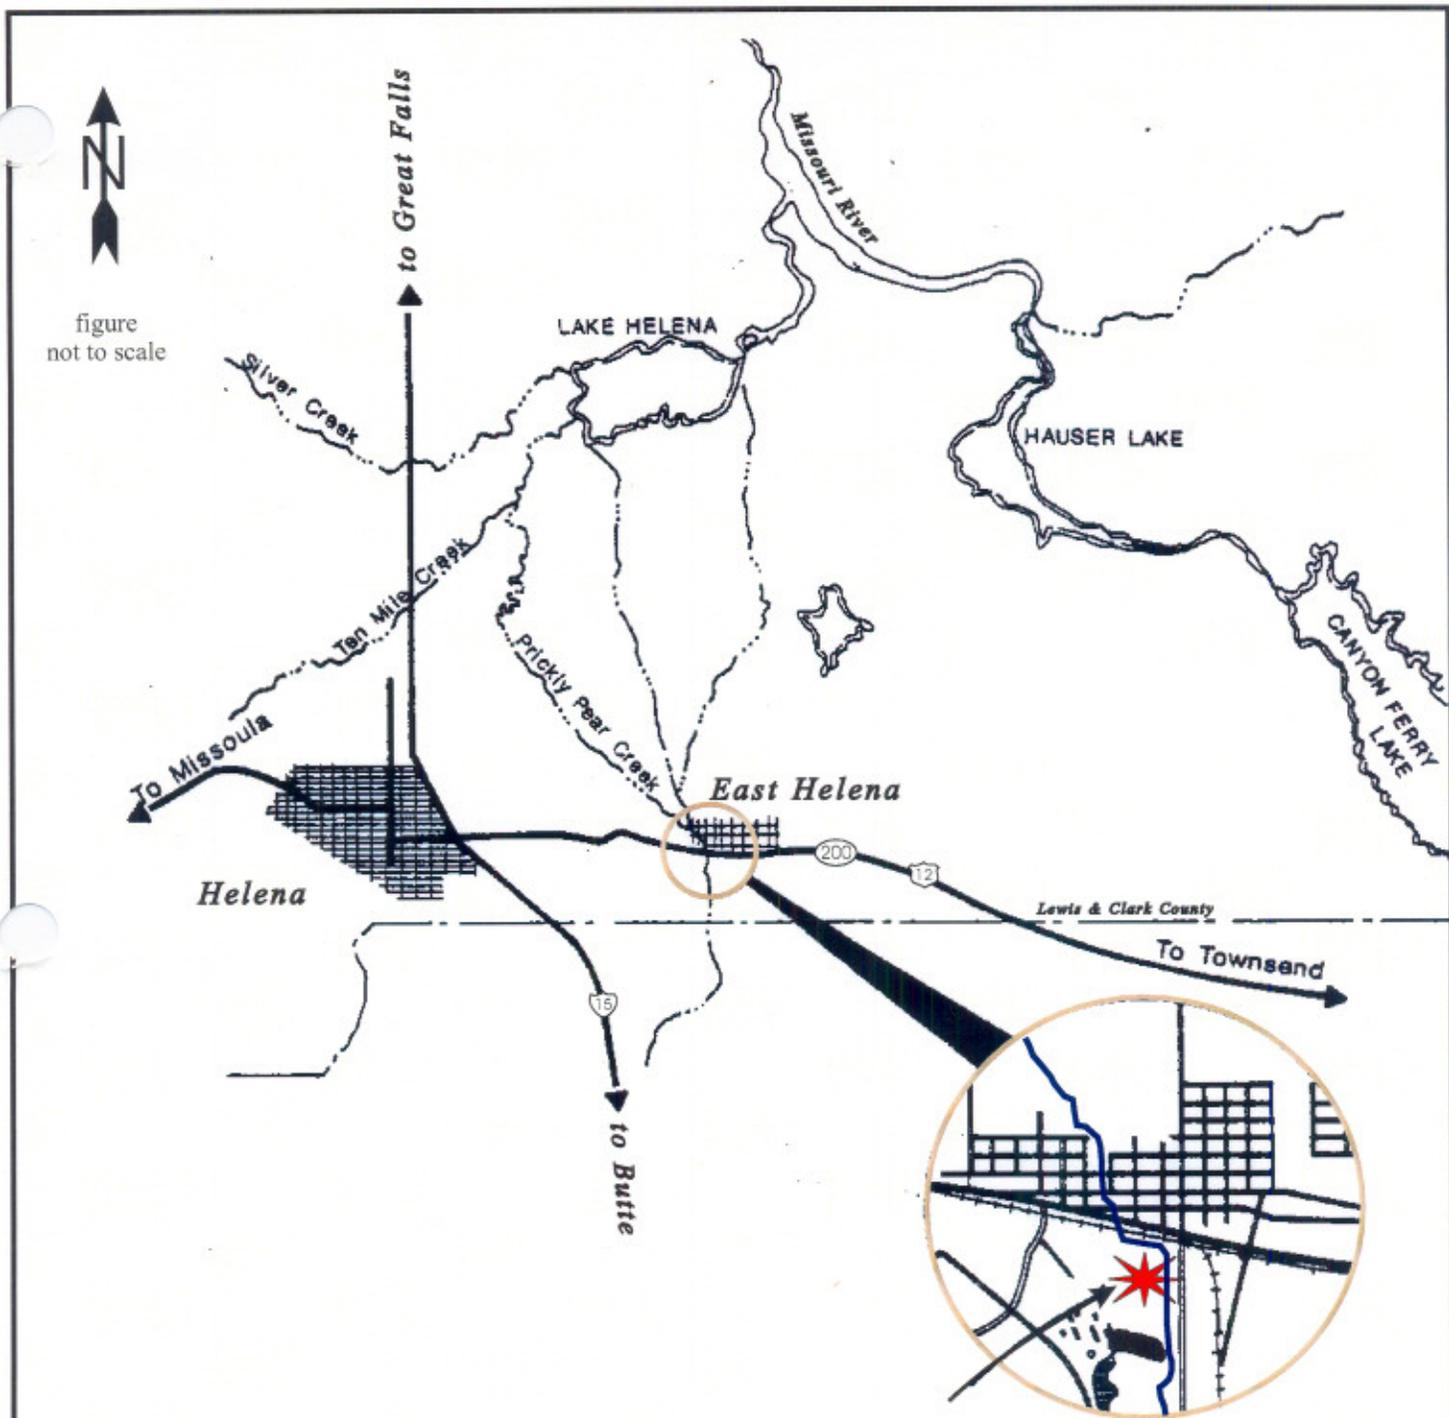 to Great Falls
N
figure
not to scale
Missouri River
LAKE HELENA
Silver Creek
HAUSER LAKE
Ten Mile Creek
Prickly Pear Creek
CANYON FERRY
LAKE
To Missoula
East Helena
200
12
Helena
Lewis & Clark County
To Townsend
15
to Butte